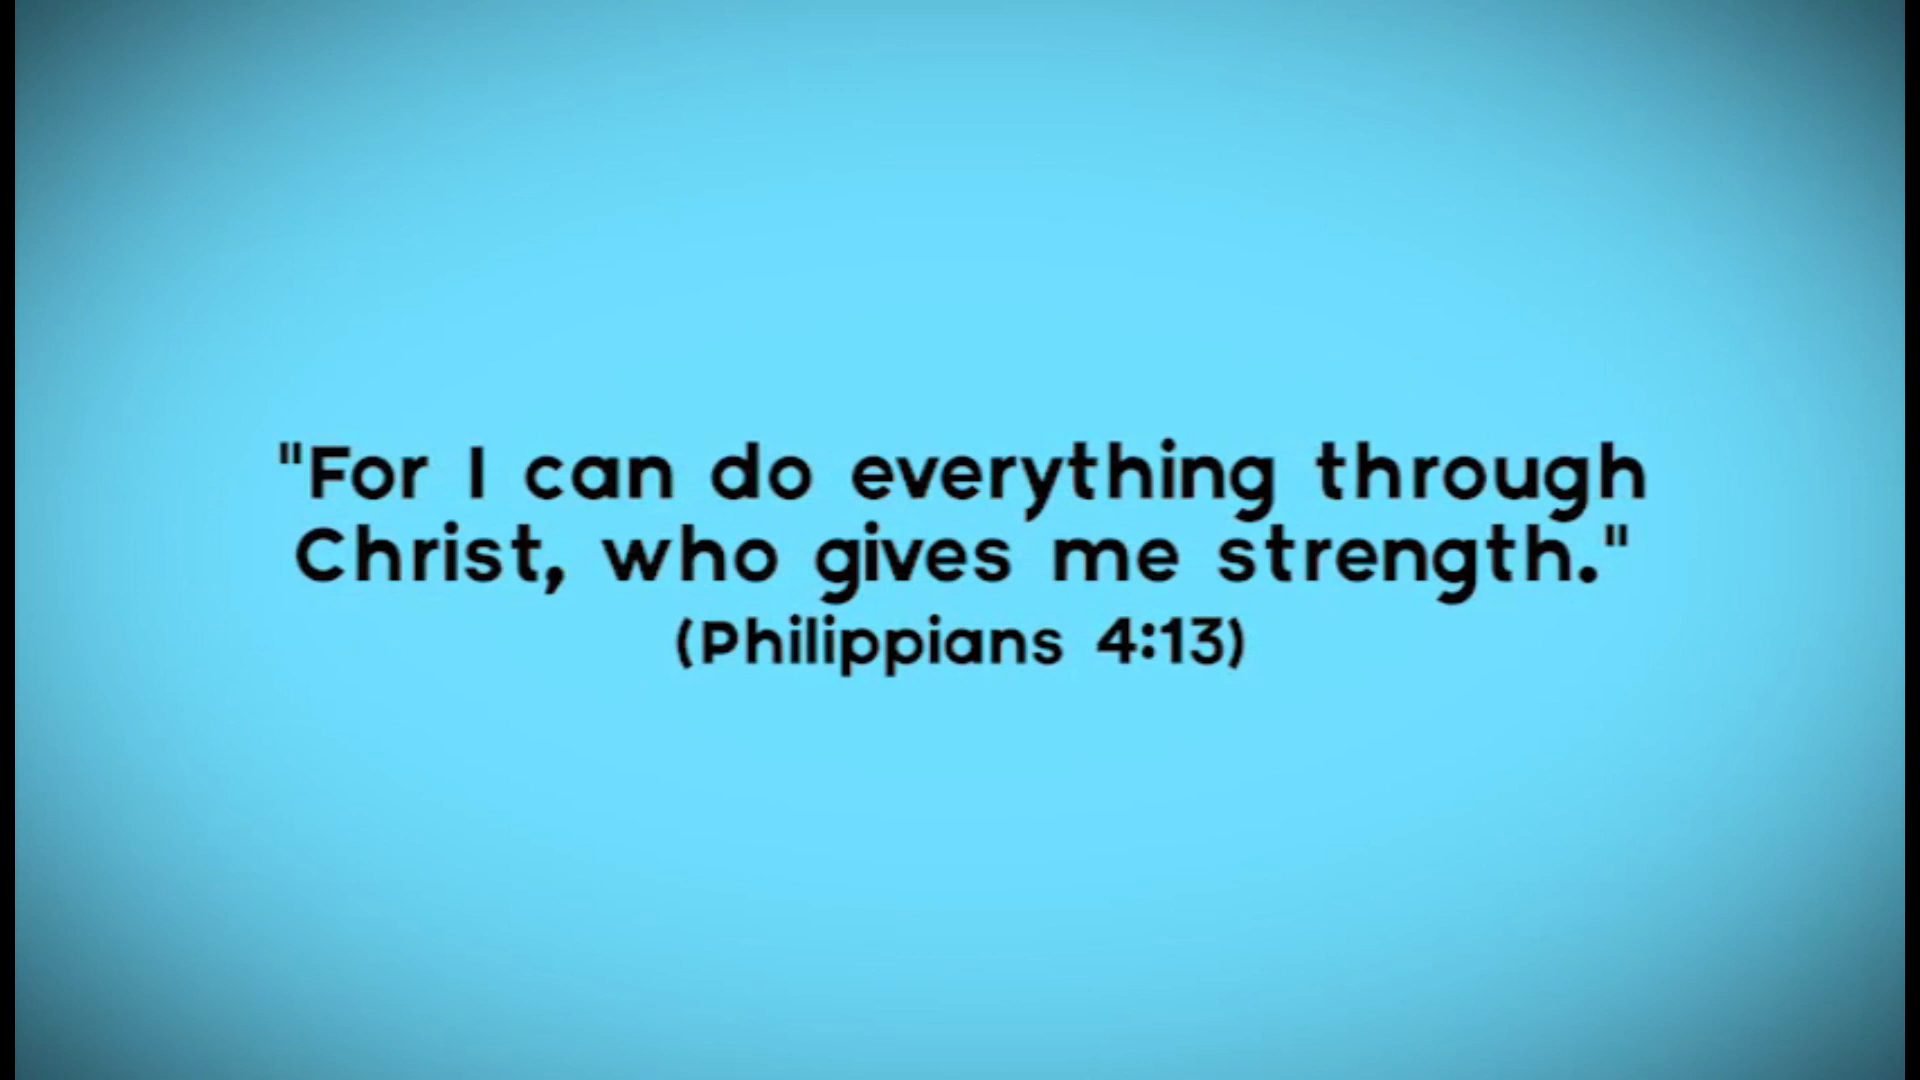 "For I can do everything through
Christ, who gives me strength."
(Philippians 4:13)